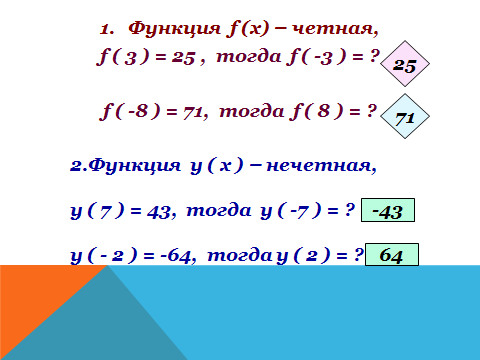 1. Функция f (x) – четная,
f ( 3 ) = 25 , тогда f ( -3 ) = ? 25
f ( -8 ) = 71, тогда f ( 8 ) = ? 71
2.Функция y ( x ) – нечетная,
y ( 7 ) = 43, тогда y ( -7 ) = ? -43
y ( - 2 ) = -64, тогда y ( 2 ) = ? 64